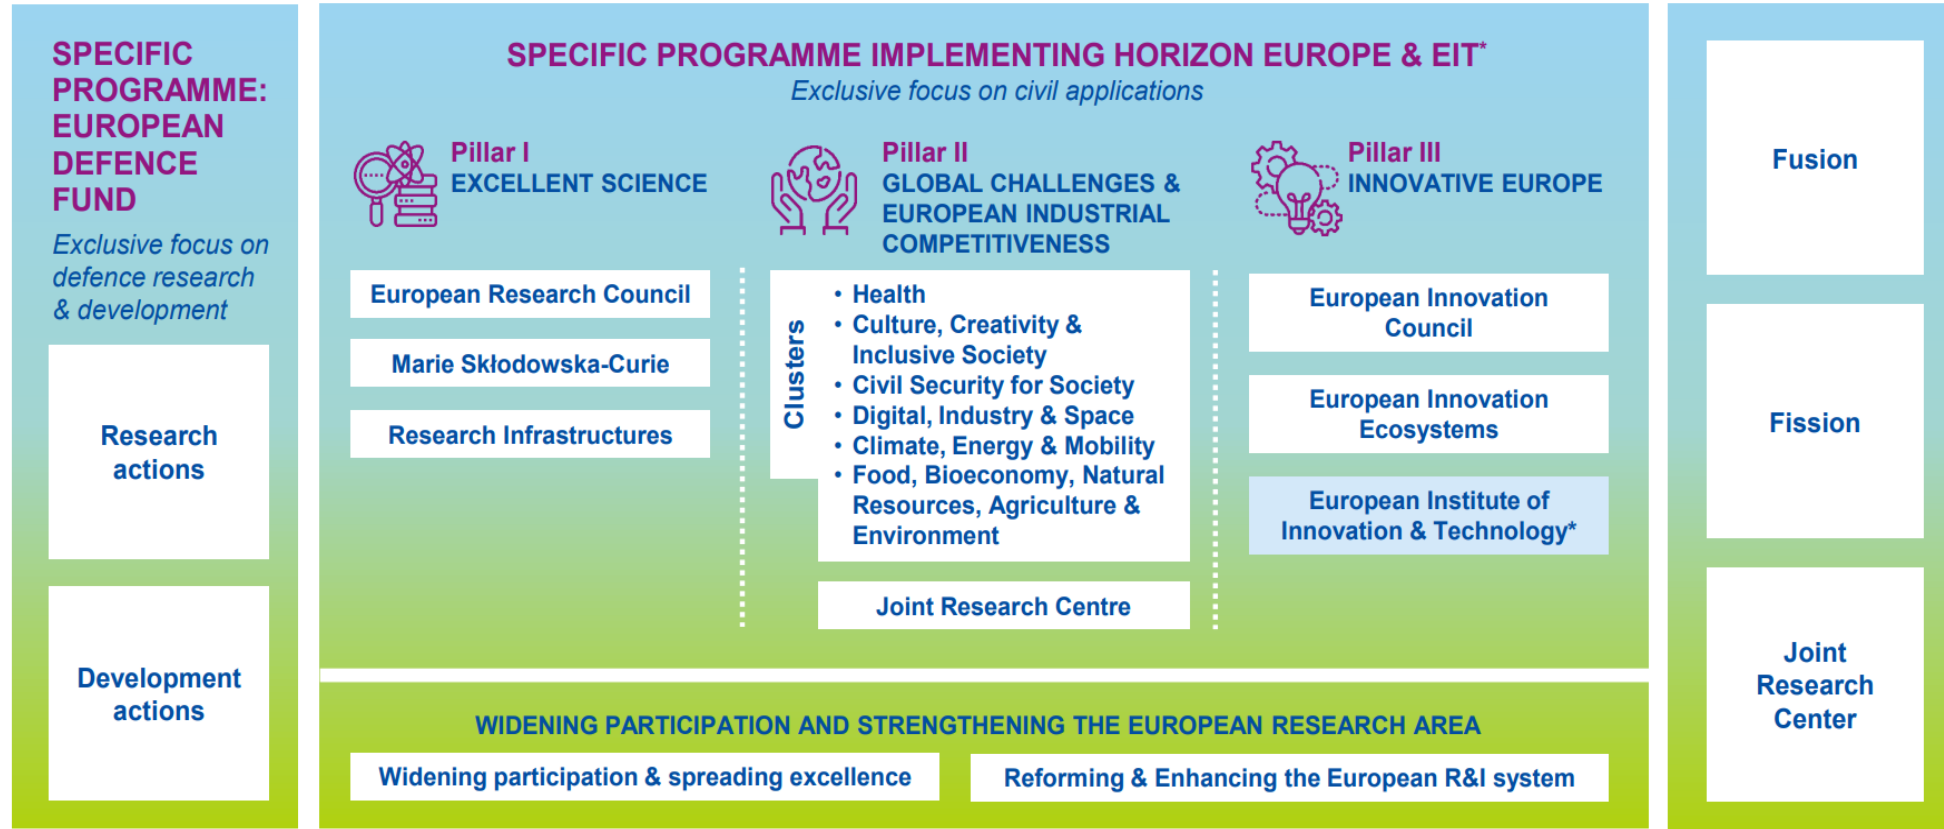 SPECIFIC
PROGRAMME:
EUROPEAN
DEFENCE
FUND
Exclusive focus on
defence research
& development
Research
actions
Development
actions
SPECIFIC PROGRAMME IMPLEMENTING HORIZON EUROPE & EIT*
Exclusive focus on civil applications
Pillar I
EXCELLENT SCIENCE
European Research Council
Marie Skłodowska-Curie
Research Infrastructures
Pillar II
GLOBAL CHALLENGES &
EUROPEAN INDUSTRIAL
COMPETITIVENESS
Clusters
• Health
• Culture, Creativity &
Inclusive Society
• Civil Security for Society
• Digital, Industry & Space
• Climate, Energy & Mobility
• Food, Bioeconomy, Natural
Resources, Agriculture &
Environment
Joint Research Centre
Pillar III
INNOVATIVE EUROPE
European Innovation
Council
European Innovation
Ecosystems
European Institute of
Innovation & Technology*
WIDENING PARTICIPATION AND STRENGTHENING THE EUROPEAN RESEARCH AREA
Widening participation & spreading excellence
Reforming & Enhancing the European R&I system
Fusion
Fission
Joint
Research
Center